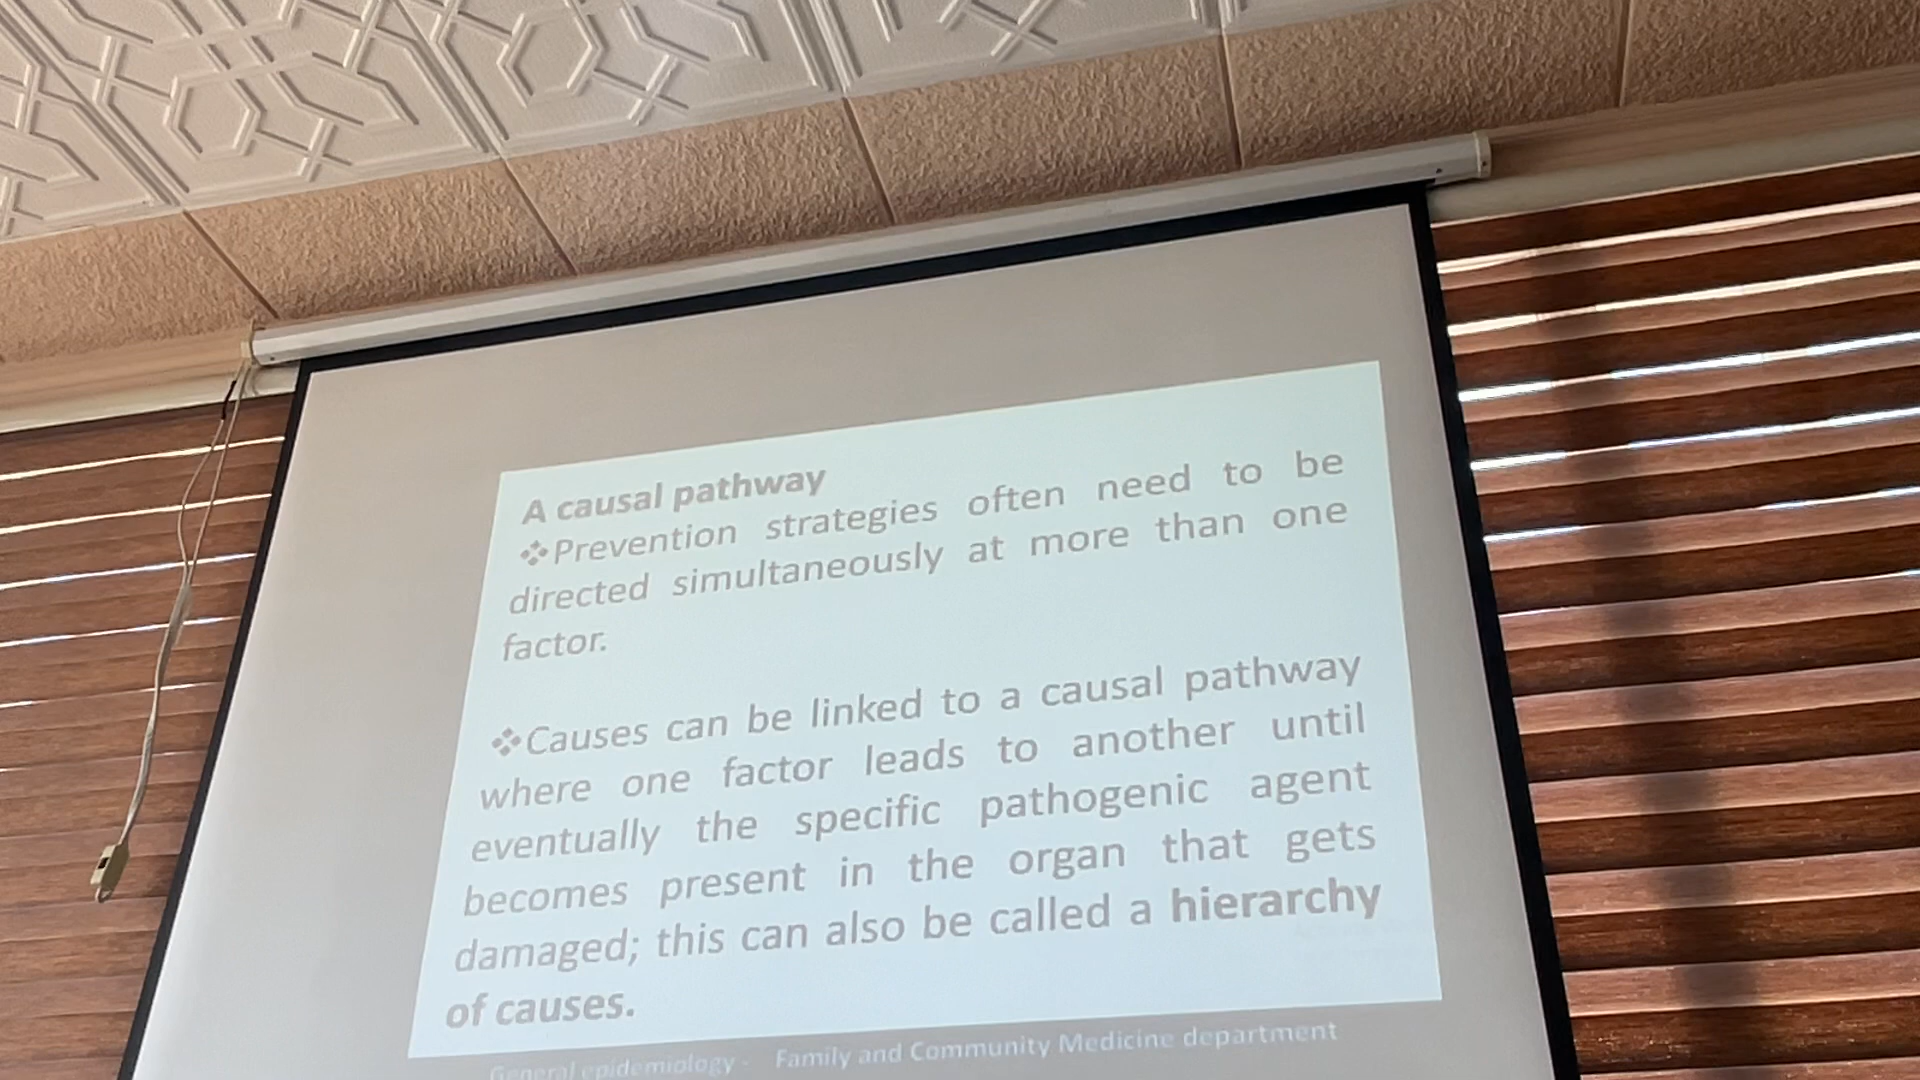 A causal pathway
❖Prevention strategies often need to be
directed simultaneously at more than one
factor.
❖Causes can be linked to a causal pathway
where one factor leads to another until
eventually the specific pathogenic agent
becomes present in the organ that gets
damaged; this can also be called a hierarchy
of causes.
General epidemiology - Family and Community Medicine department